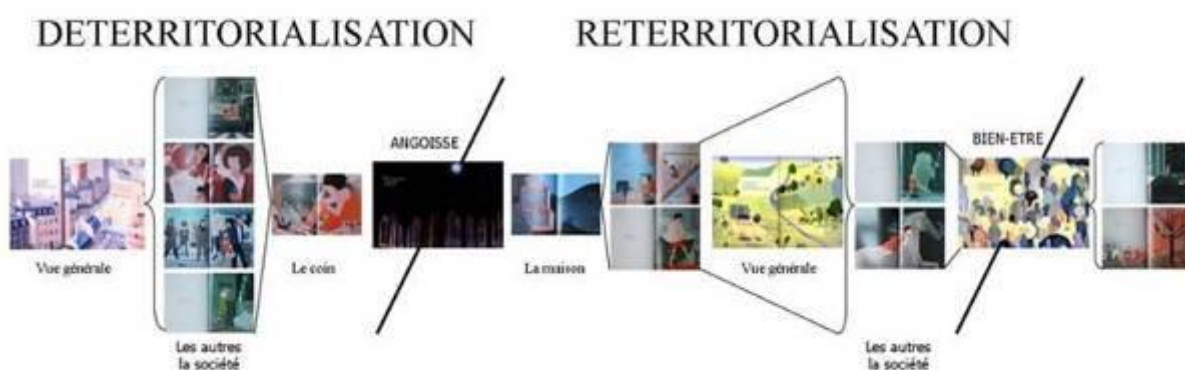 DETERRITORIALISATION
RETERRITORIALISATION
ANGOISSE
BIEN-ETRE
Vue générale
Le coin
La maison
Vue générale
Les autres
la société
Les autres
la société